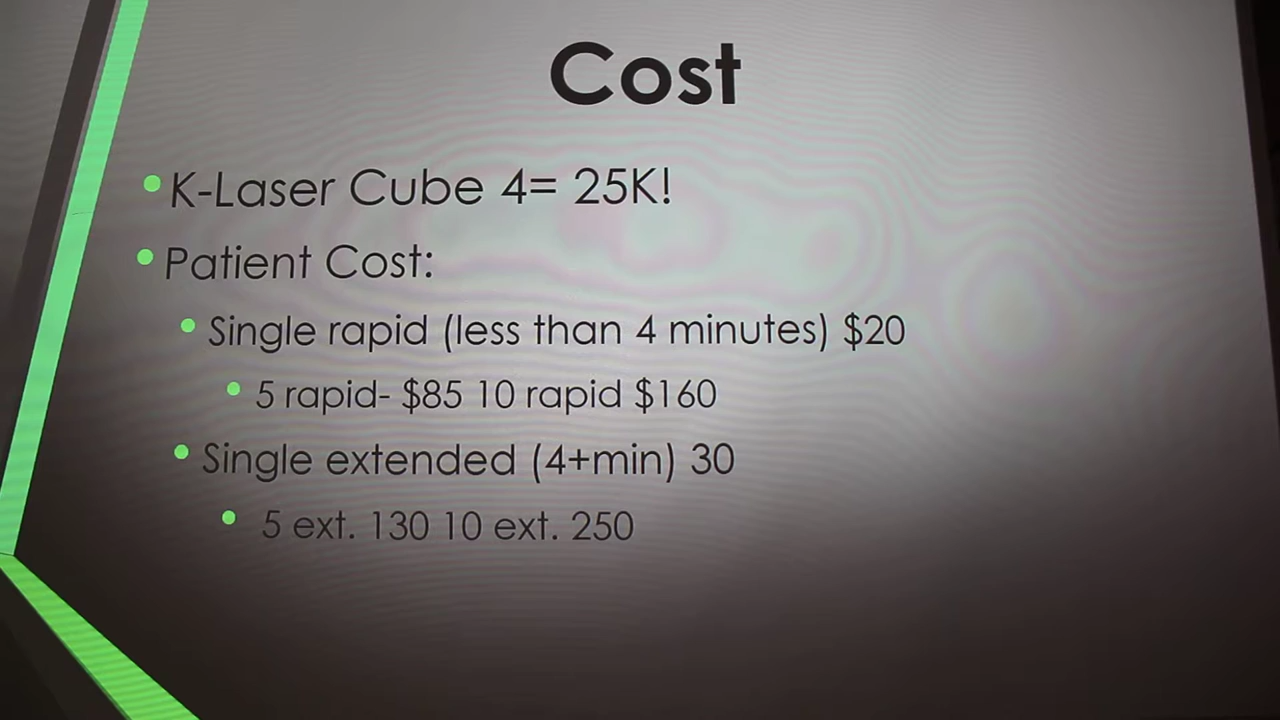 Cost
K-Laser Cube 4= 25K!
Patient Cost:
Single rapid (less than 4 minutes) $20
5 rapid- $85 10 rapid $160
Single extended (4+min) 30
5 ext. 130 10 ext. 250